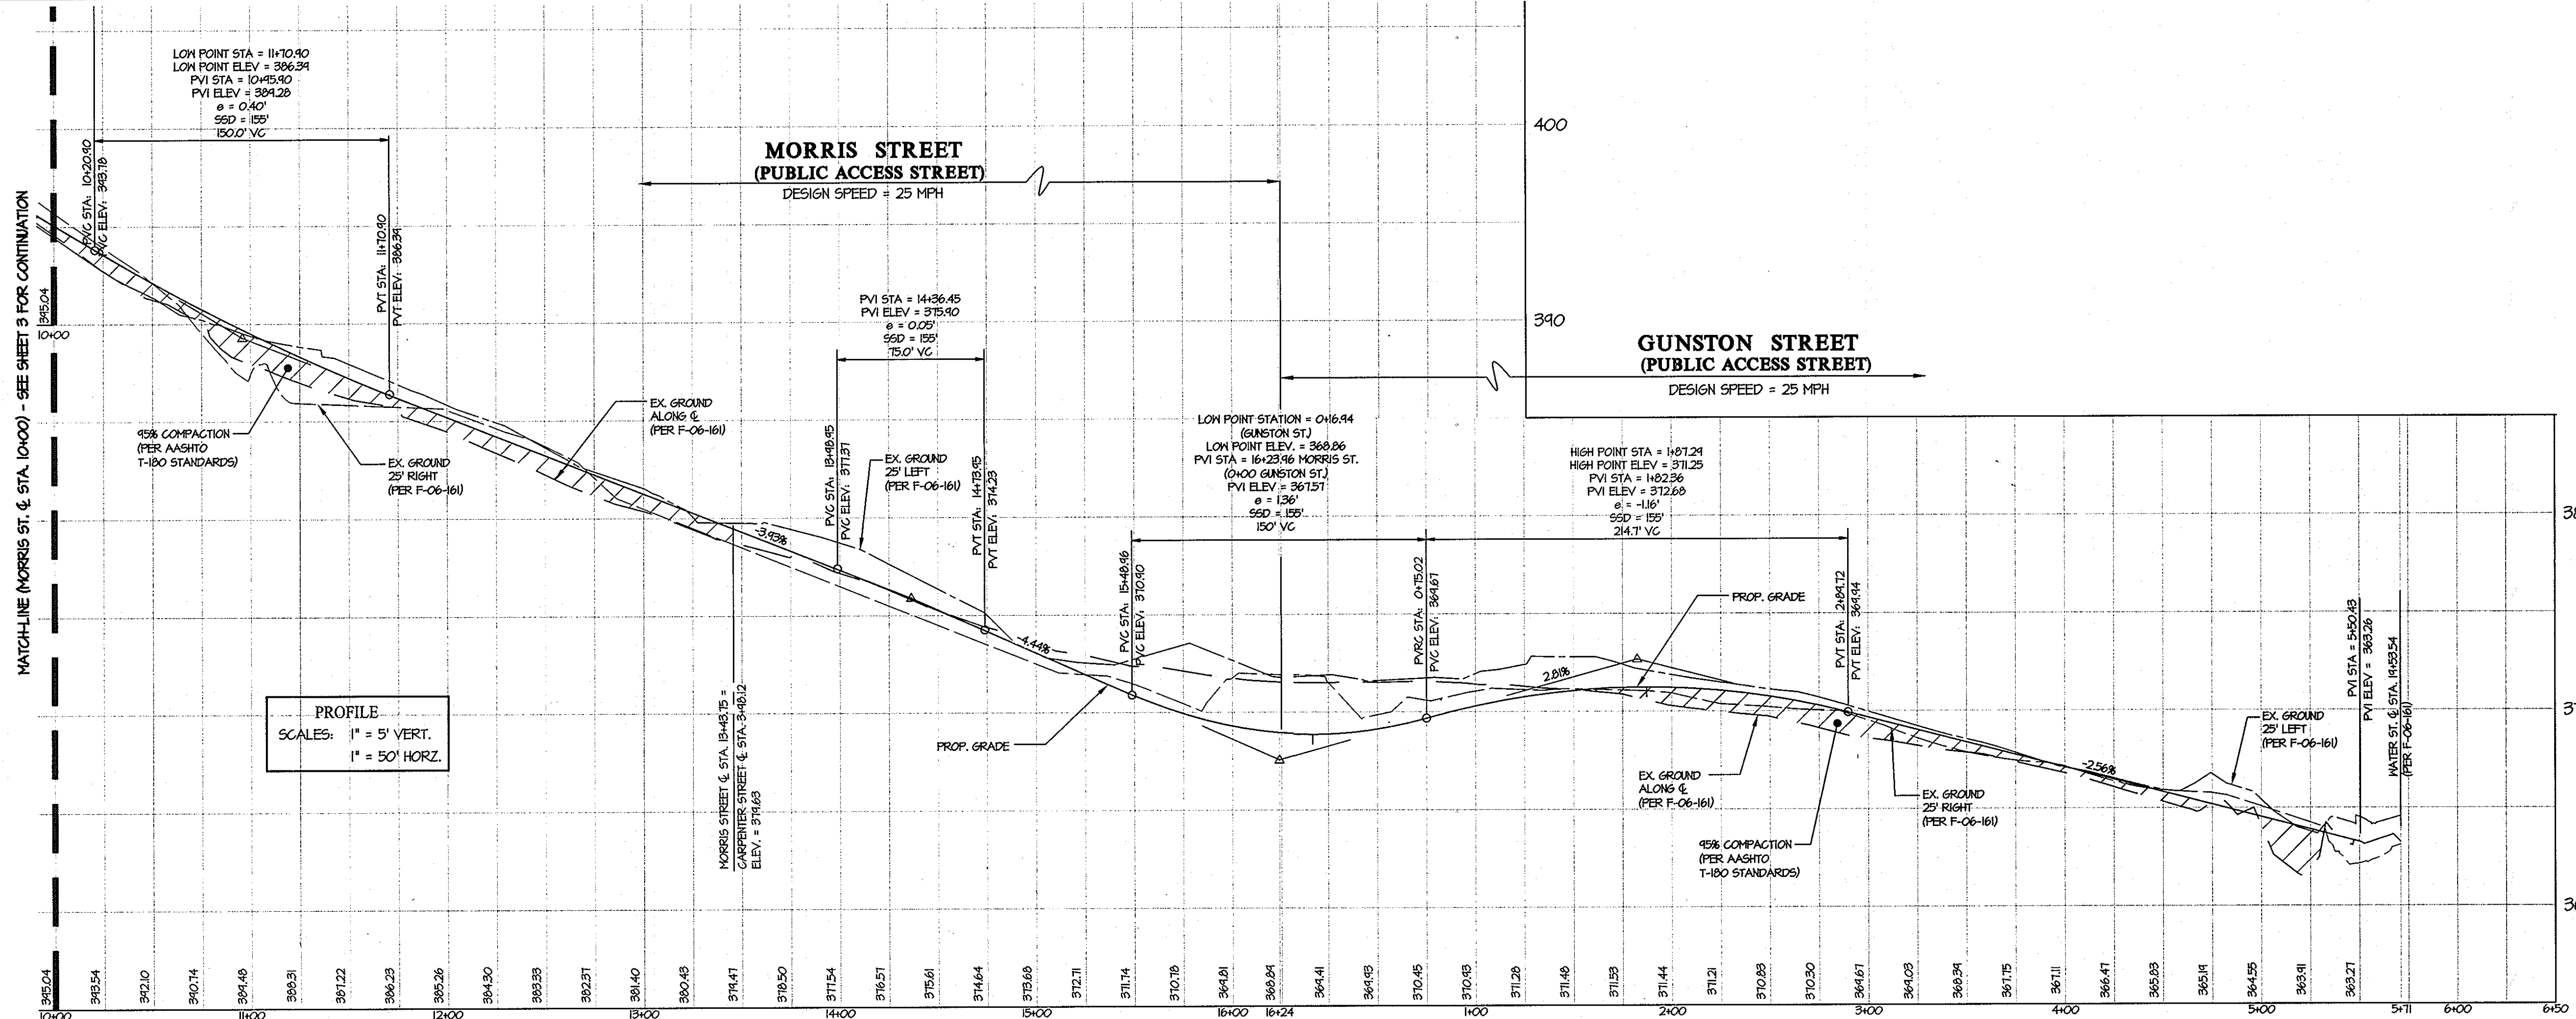 MATCH-LINE (MORRIS ST. ℄ STA. 10+00) - SEE SHEET 3 FOR CONTINUATION
LOW POINT STA = 11+70.90
LOW POINT ELEV = 386.39
PVI STA = 10+95.90
PVI ELEV = 389.28
e = 0.40'
SSD = 155'
150.0' VC
PVC STA: 10+20.90
PVC ELEV: 393.78
395.04
10+00
PVT STA: 11+70.90
PVT ELEV: 386.39
95% COMPACTION
(PER AASHTO
T-180 STANDARDS)
EX. GROUND
25' RIGHT
(PER F-06-161)
EX. GROUND
ALONG ℄
(PER F-06-161)
MORRIS STREET
(PUBLIC ACCESS STREET)
DESIGN SPEED = 25 MPH
PVI STA = 14+36.45
PVI ELEV = 375.90
e = 0.05'
SSD = 155'
75.0' VC
PVC STA: 13+98.95
PVC ELEV: 377.37
EX. GROUND
25' LEFT
(PER F-06-161)
PVT STA: 14+73.95
PVT ELEV: 374.23
-3.93%
-4.44%
MORRIS STREET ℄ STA. 13+43.75 =
CARPENTER STREET ℄ STA. 3+98.12
ELEV. = 379.63
PROFILE
SCALES: 1" = 5' VERT.
1" = 50' HORZ.
PROP. GRADE
PVC STA: 15+48.96
PVC ELEV: 370.90
LOW POINT STATION = 0+16.94
(GUNSTON ST.)
LOW POINT ELEV. = 368.86
PVI STA = 16+23.96 MORRIS ST.
(0+00 GUNSTON ST.)
PVI ELEV = 367.57
e = 1.36'
SSD = 155'
150' VC
400
390
GUNSTON STREET
(PUBLIC ACCESS STREET)
DESIGN SPEED = 25 MPH
PVRC STA: 0+75.02
PVC ELEV: 369.67
HIGH POINT STA = 1+87.29
HIGH POINT ELEV = 371.25
PVI STA = 1+82.36
PVI ELEV = 372.68
e = -1.16'
SSD = 155'
214.7' VC
2.81%
PROP. GRADE
PVT STA: 2+89.72
PVT ELEV: 369.94
EX. GROUND
ALONG ℄
(PER F-06-161)
95% COMPACTION
(PER AASHTO
T-180 STANDARDS)
EX. GROUND
25' RIGHT
(PER F-06-161)
-2.56%
EX. GROUND
25' LEFT
(PER F-06-161)
PVI STA = 5+50.43
PVI ELEV = 363.26
WATER ST. ℄ STA. 19+53.54
(PER F-06-161)
395.04 393.54 392.10 390.74 389.48 388.31 387.22 386.23 385.26 384.30 383.33 382.37 381.40 380.43 379.47 378.50 377.54 376.57 375.61 374.64 373.68 372.71 371.74 370.78 369.81 368.89 369.41 369.93 370.45 370.93 371.28 371.48 371.53 371.44 371.21 370.83 370.30 369.67 369.03 368.39 367.75 367.11 366.47 365.83 365.19 364.55 363.91 363.27
10+00 11+00 12+00 13+00 14+00 15+00 16+00 16+24 1+00 2+00 3+00 4+00 5+00 5+71 6+00 6+50